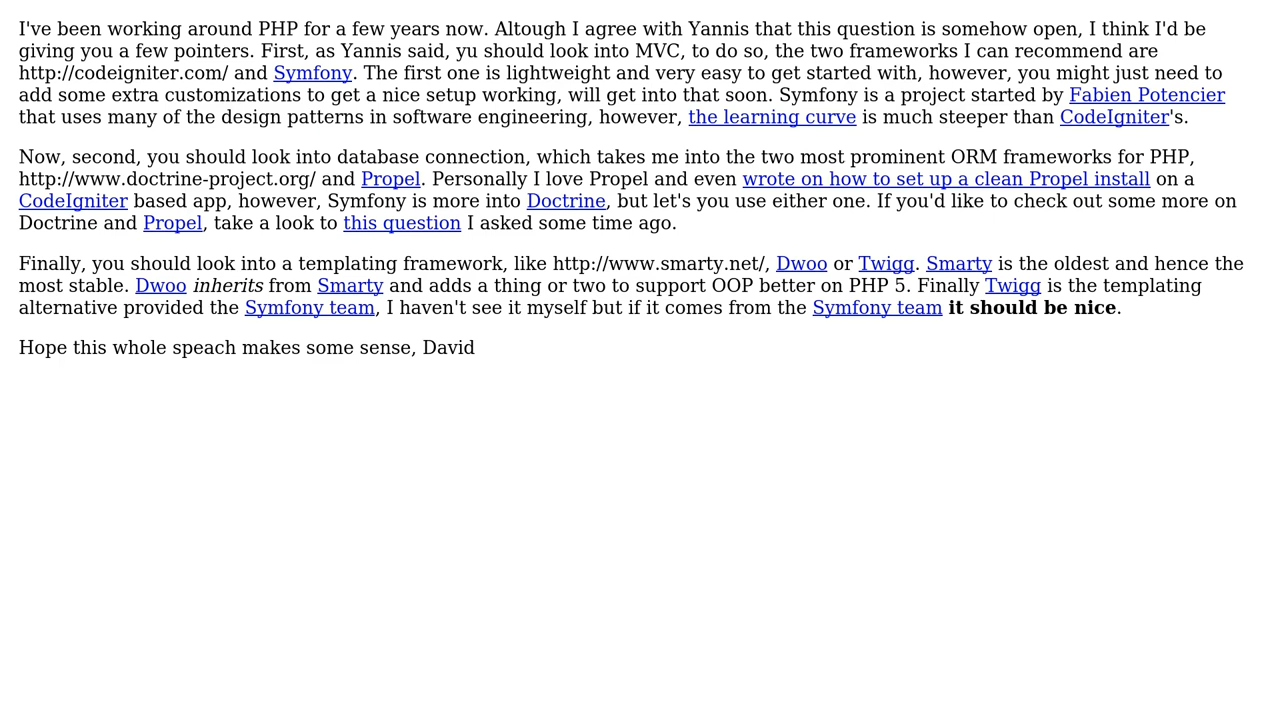 I've been working around PHP for a few years now. Altough I agree with Yannis that this question is somehow open, I think I'd be
giving you a few pointers. First, as Yannis said, yu should look into MVC, to do so, the two frameworks I can recommend are
http://codeigniter.com/ and Symfony. The first one is lightweight and very easy to get started with, however, you might just need to
add some extra customizations to get a nice setup working, will get into that soon. Symfony is a project started by Fabien Potencier
that uses many of the design patterns in software engineering, however, the learning curve is much steeper than CodeIgniter's.
Now, second, you should look into database connection, which takes me into the two most prominent ORM frameworks for PHP,
http://www.doctrine-project.org/ and Propel. Personally I love Propel and even wrote on how to set up a clean Propel install on a
CodeIgniter based app, however, Symfony is more into Doctrine, but let's you use either one. If you'd like to check out some more on
Doctrine and Propel, take a look to this question I asked some time ago.
Finally, you should look into a templating framework, like http://www.smarty.net/, Dwoo or Twigg. Smarty is the oldest and hence the
most stable. Dwoo inherits from Smarty and adds a thing or two to support OOP better on PHP 5. Finally Twigg is the templating
alternative provided the Symfony team, I haven't see it myself but if it comes from the Symfony team it should be nice.
Hope this whole speach makes some sense, David